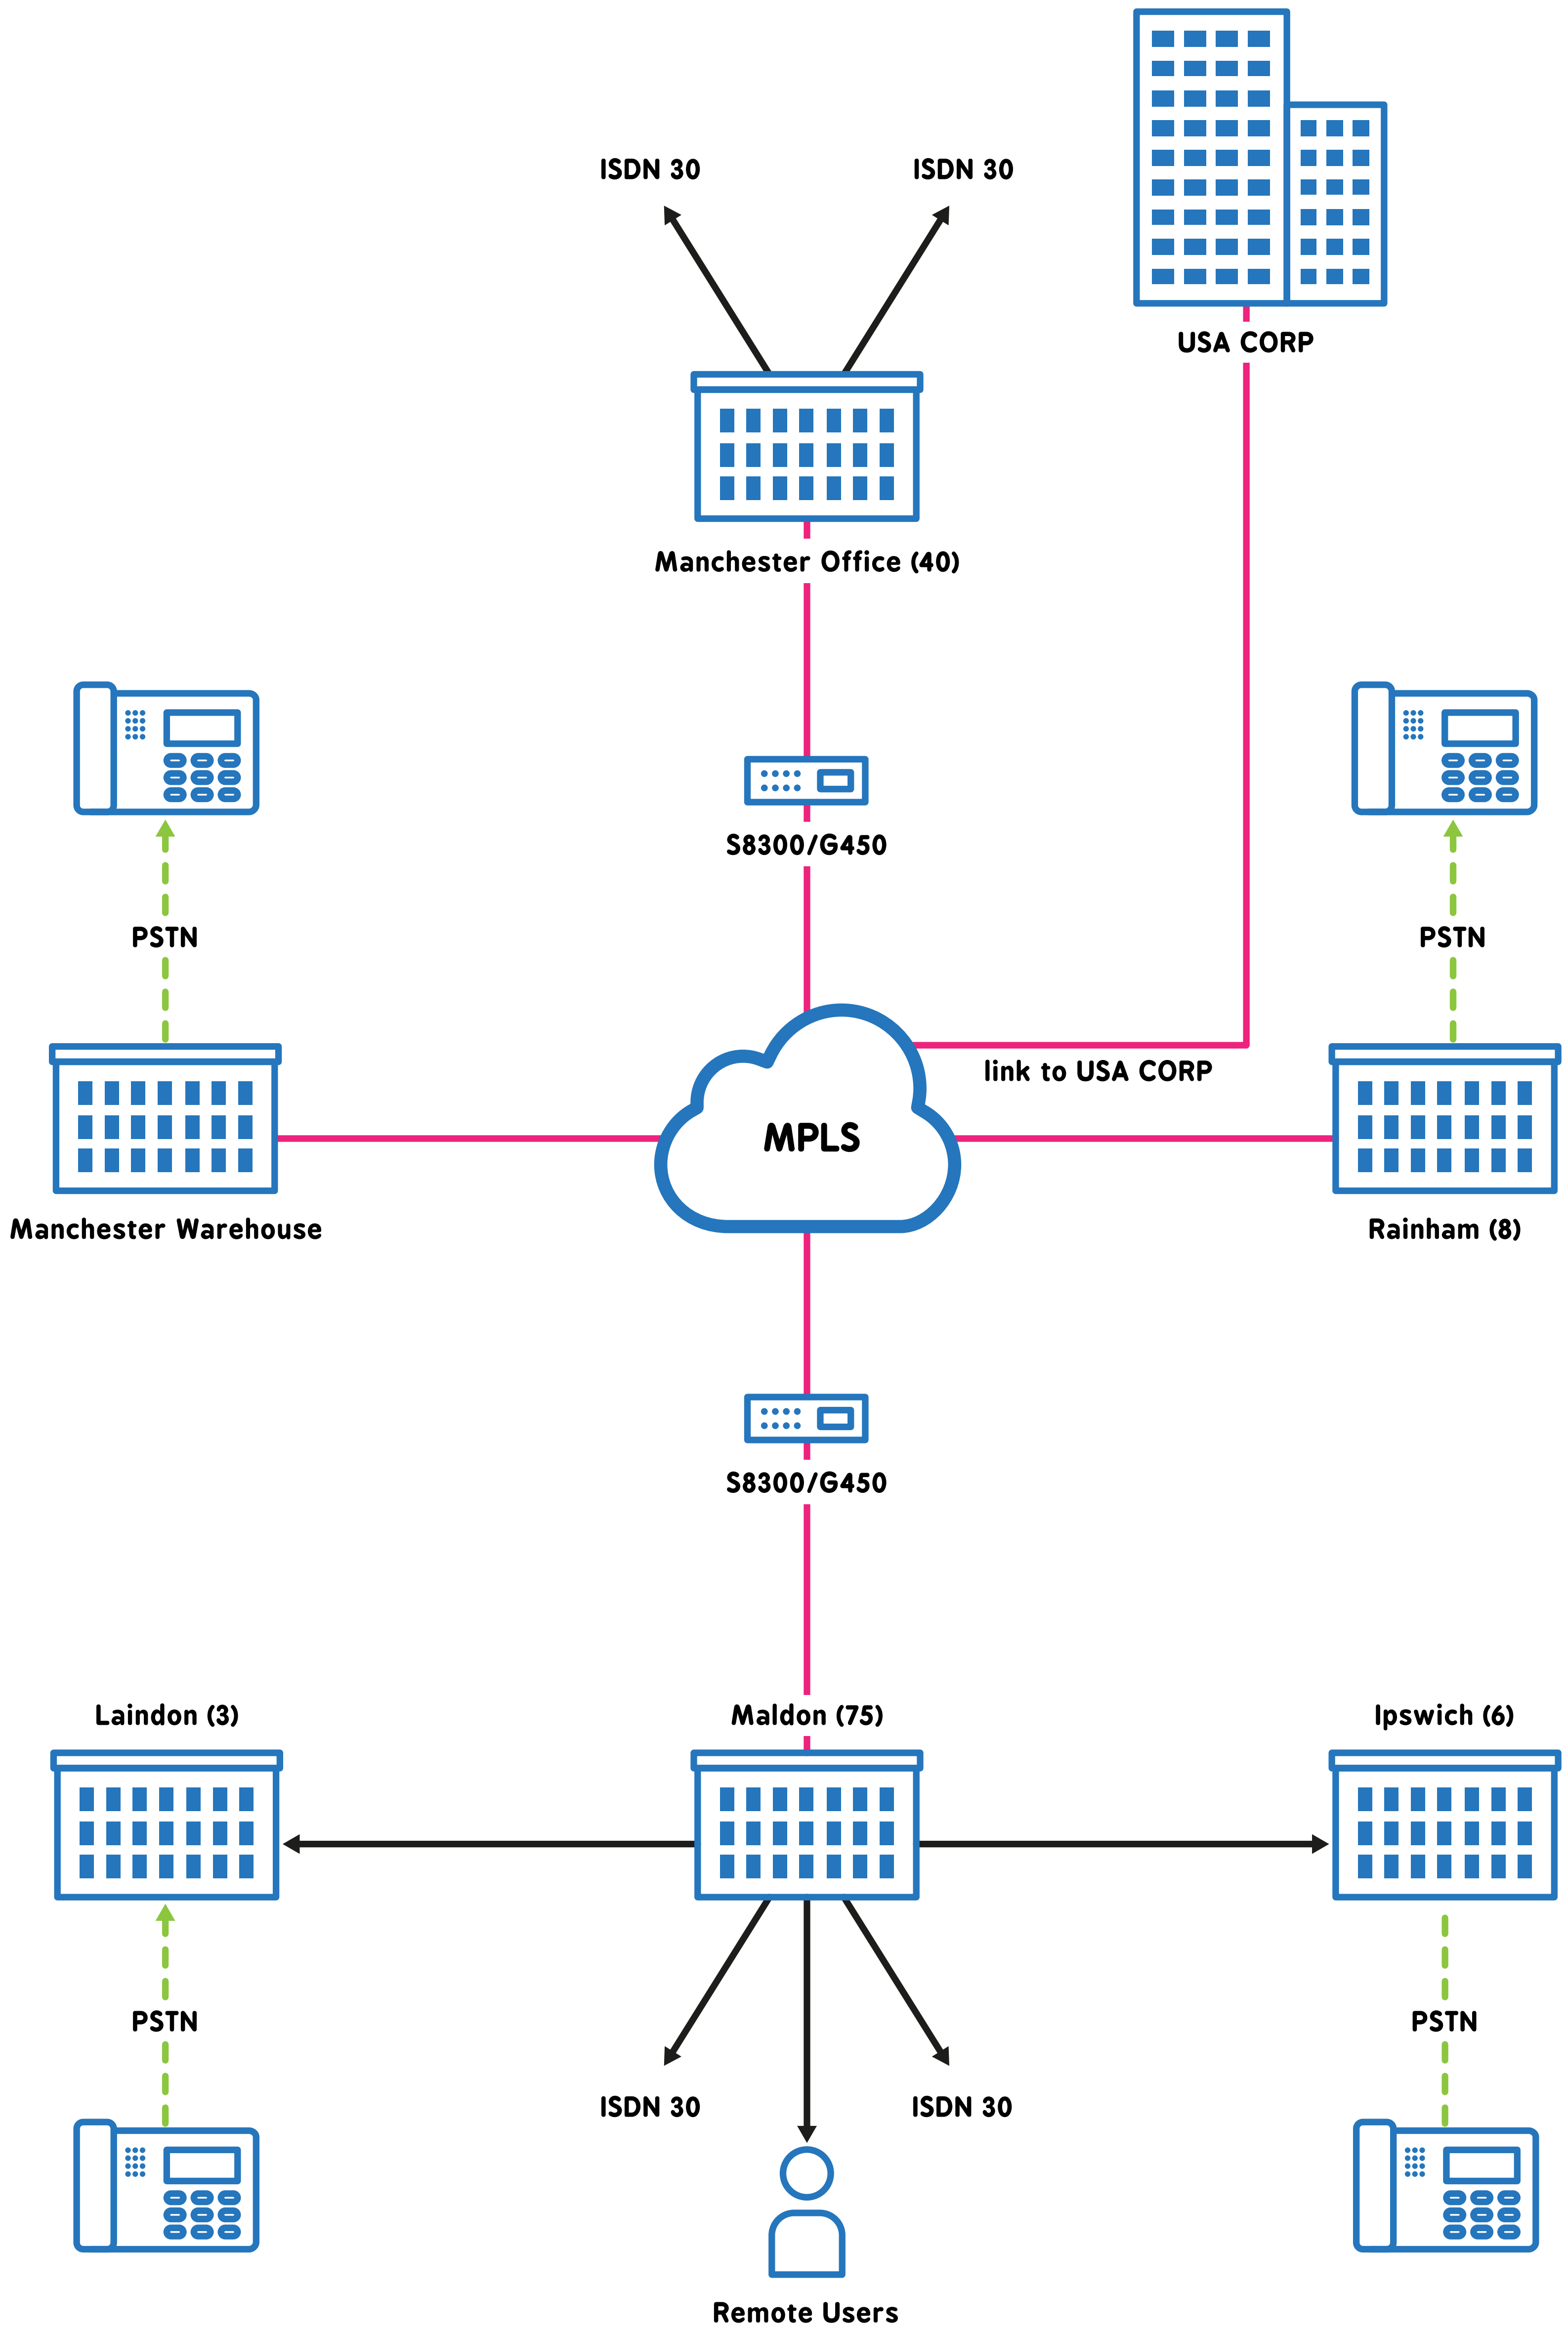 ISDN 30
ISDN 30
USA CORP
Manchester Office (40)
S8300/G450
PSTN
PSTN
link to USA CORP
MPLS
Manchester Warehouse
Rainham (8)
S8300/G450
Laindon (3)
Maldon (75)
Ipswich (6)
PSTN
PSTN
ISDN 30
ISDN 30
Remote Users